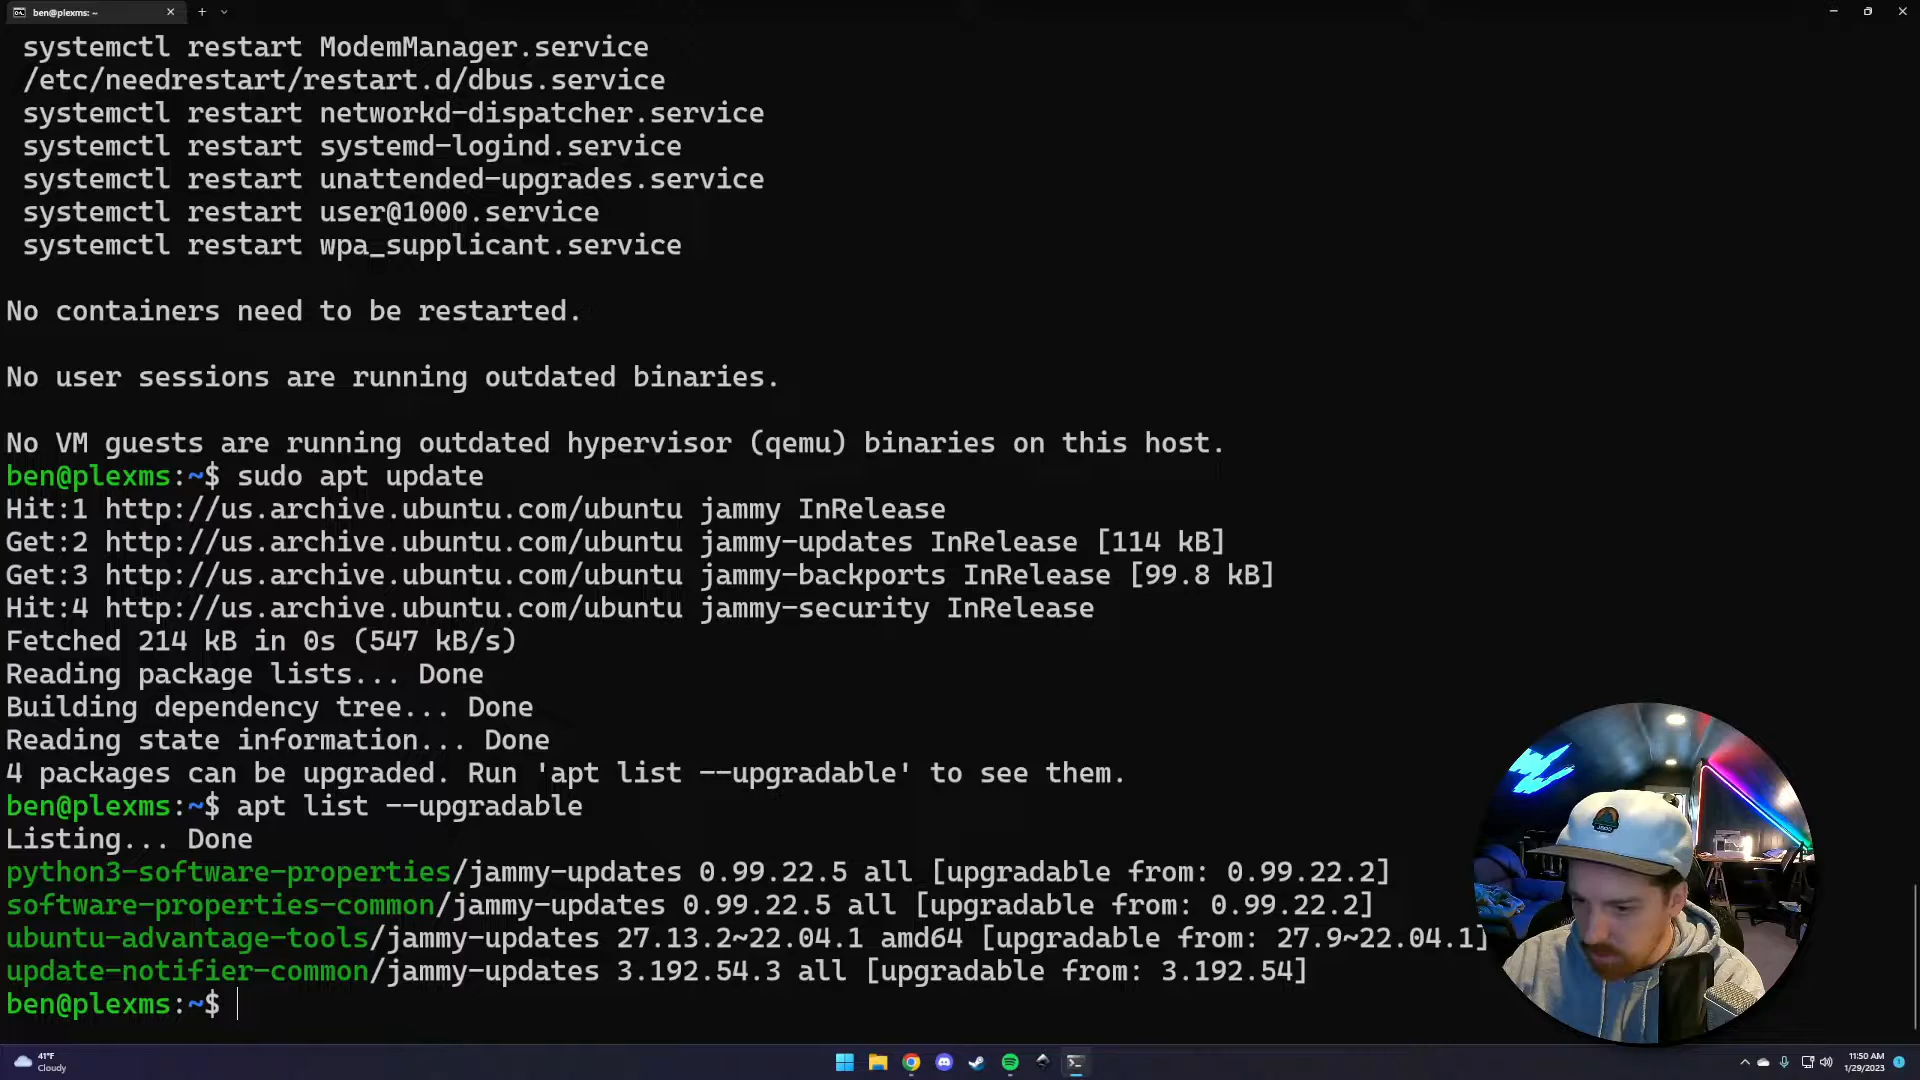 ben@plexms: ~
systemctl restart ModemManager.service
/etc/needrestart/restart.d/dbus.service
systemctl restart networkd-dispatcher.service
systemctl restart systemd-logind.service
systemctl restart unattended-upgrades.service
systemctl restart user@1000.service
systemctl restart wpa_supplicant.service
No containers need to be restarted.
No user sessions are running outdated binaries.
No VM guests are running outdated hypervisor (qemu) binaries on this host.
ben@plexms:~$ sudo apt update
Hit:1 http://us.archive.ubuntu.com/ubuntu jammy InRelease
Get:2 http://us.archive.ubuntu.com/ubuntu jammy-updates InRelease [114 kB]
Get:3 http://us.archive.ubuntu.com/ubuntu jammy-backports InRelease [99.8 kB]
Hit:4 http://us.archive.ubuntu.com/ubuntu jammy-security InRelease
Fetched 214 kB in 0s (547 kB/s)
Reading package lists... Done
Building dependency tree... Done
Reading state information... Done
4 packages can be upgraded. Run 'apt list --upgradable' to see them.
ben@plexms:~$ apt list --upgradable
Listing... Done
python3-software-properties/jammy-updates 0.99.22.5 all [upgradable from: 0.99.22.2]
software-properties-common/jammy-updates 0.99.22.5 all [upgradable from: 0.99.22.2]
ubuntu-advantage-tools/jammy-updates 27.13.2~22.04.1 amd64 [upgradable from: 27.9~22.04.1]
update-notifier-common/jammy-updates 3.192.54.3 all [upgradable from: 3.192.54]
ben@plexms:~$
41°F
Cloudy
11:50 AM
1/29/2023